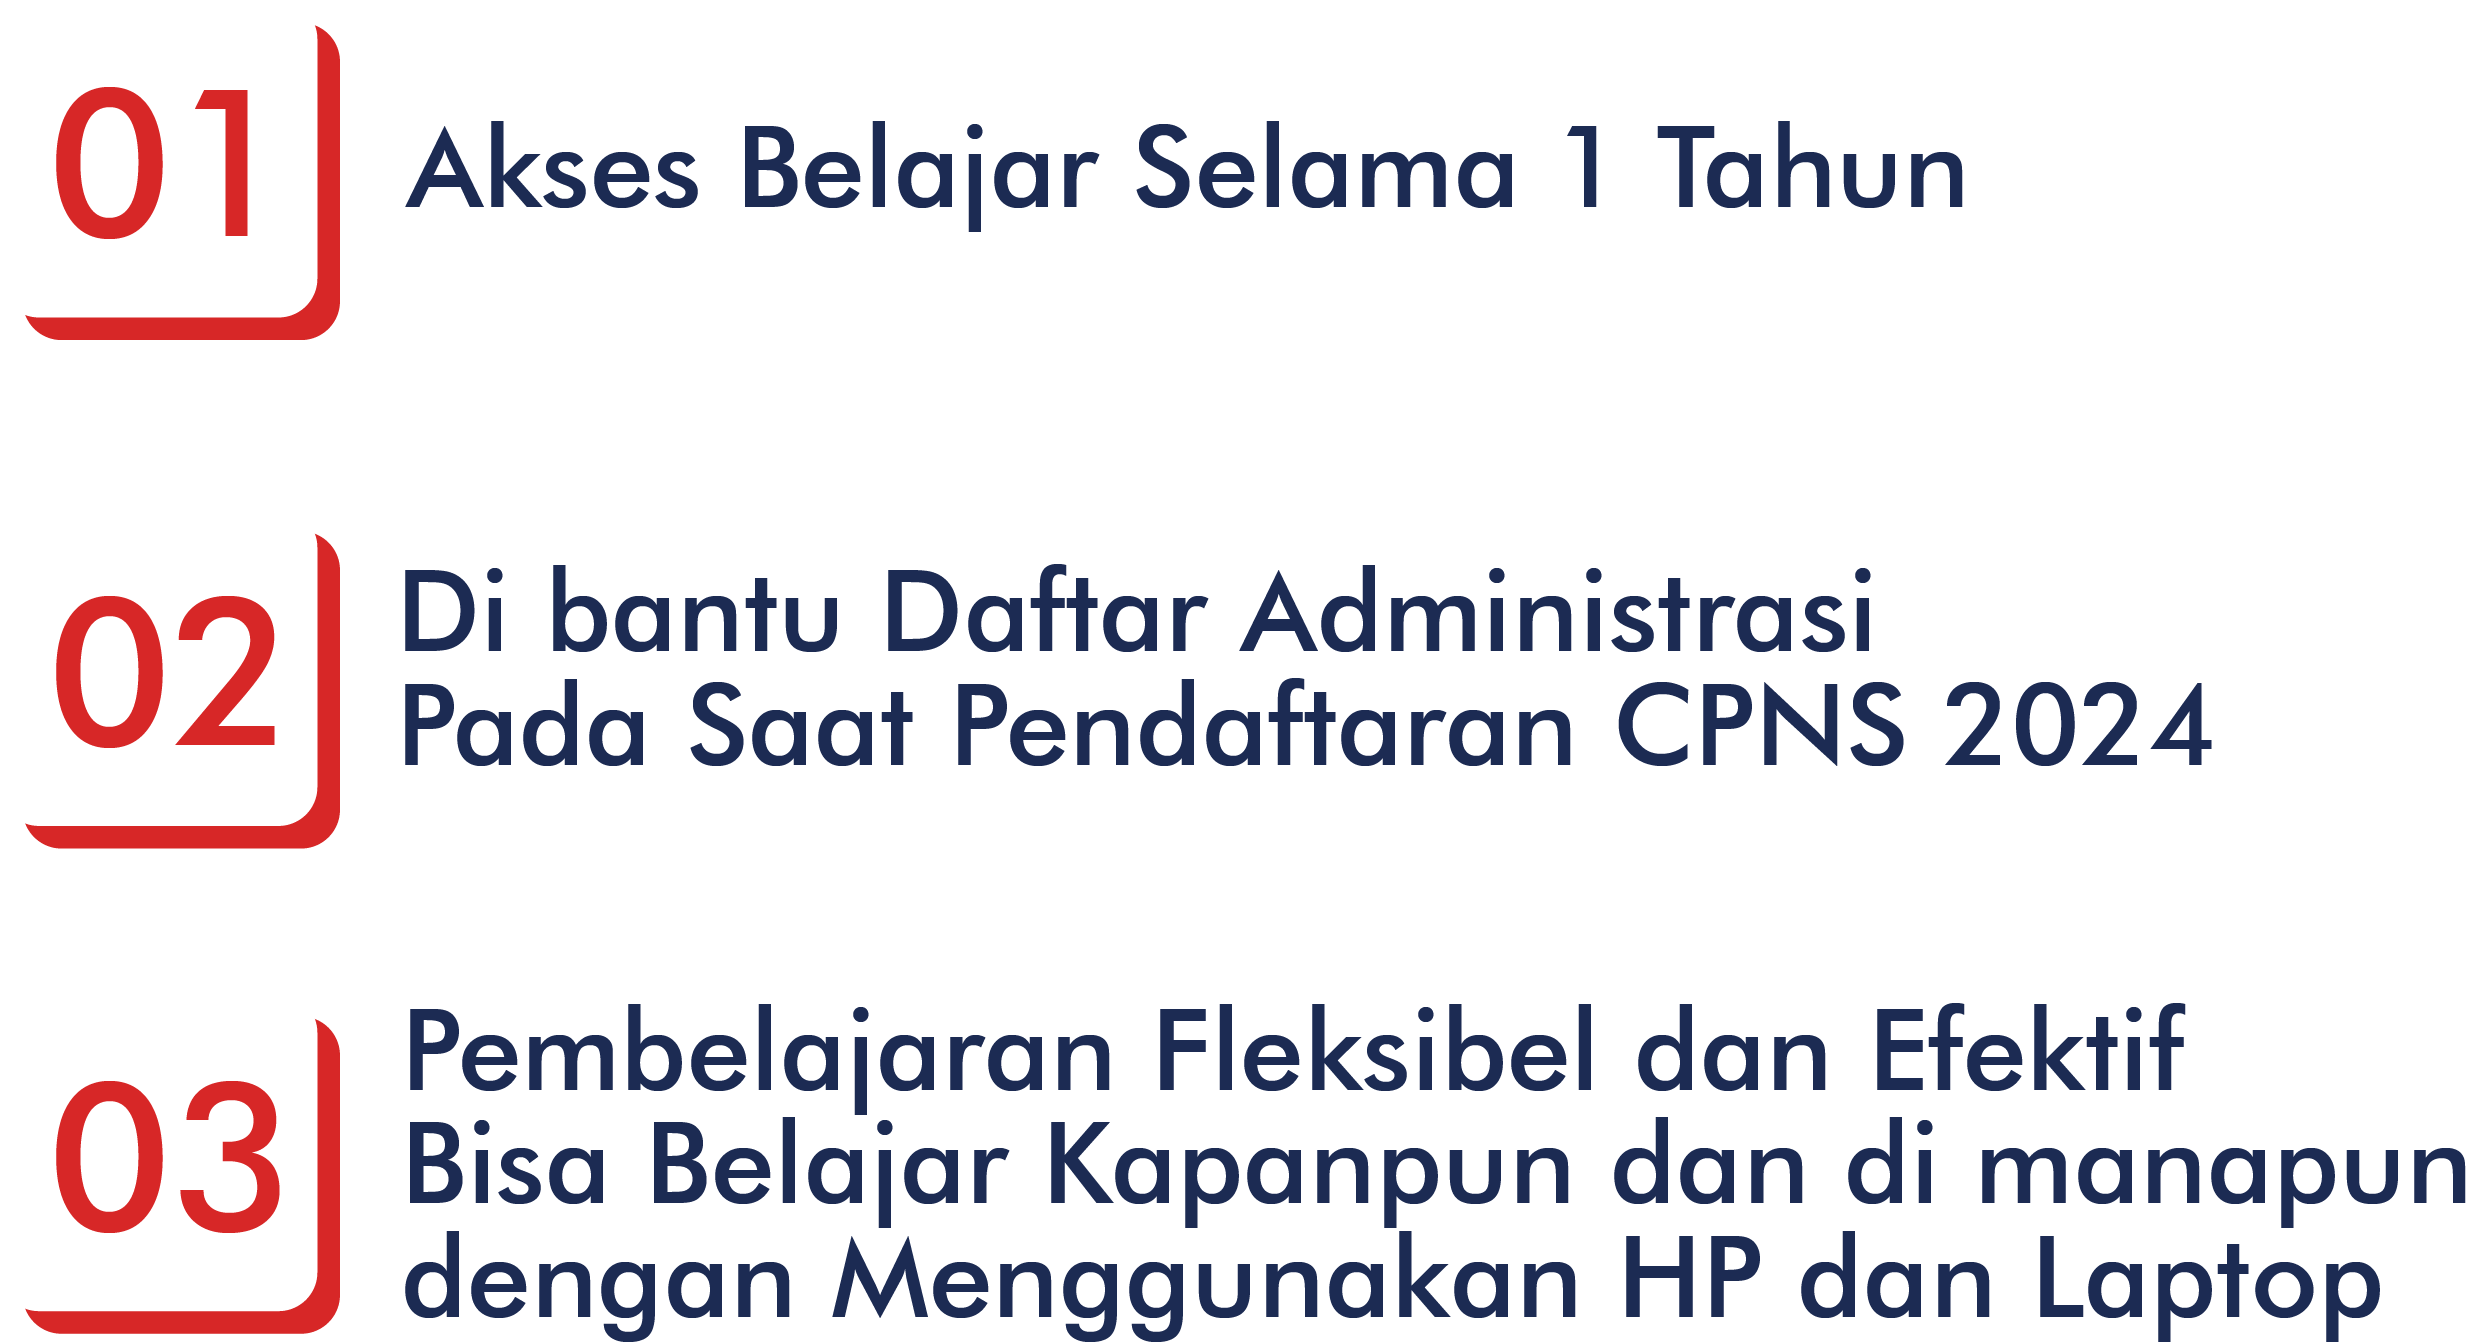 01
Akses Belajar Selama 1 Tahun
02
Di bantu Daftar Administrasi
Pada Saat Pendaftaran CPNS 2024
03
Pembelajaran Fleksibel dan Efektif
Bisa Belajar Kapanpun dan di manapun
dengan Menggunakan HP dan Laptop